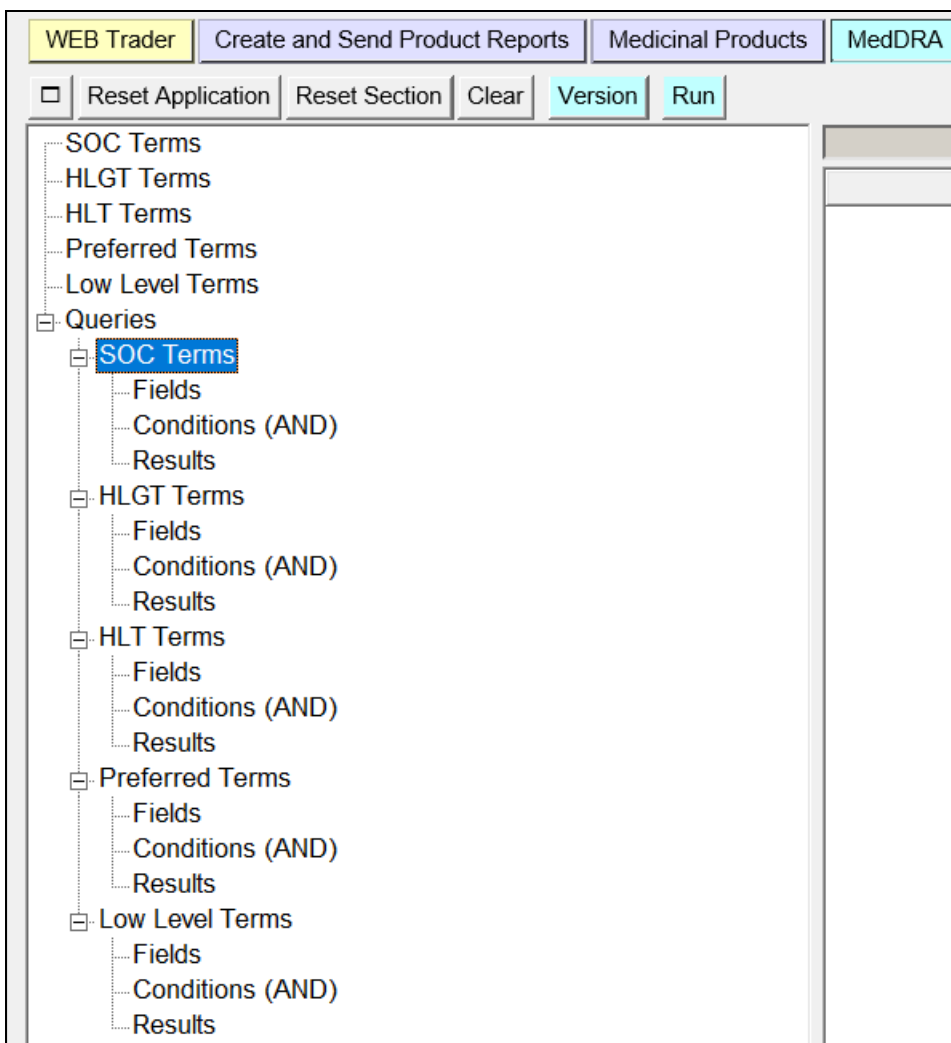 WEB Trader Create and Send Product Reports Medicinal Products MedDRA
Reset Application Reset Section Clear Version Run
SOC Terms
HLGT Terms
HLT Terms
Preferred Terms
Low Level Terms
Queries
SOC Terms
Fields
Conditions (AND)
Results
HLGT Terms
Fields
Conditions (AND)
Results
HLT Terms
Fields
Conditions (AND)
Results
Preferred Terms
Fields
Conditions (AND)
Results
Low Level Terms
Fields
Conditions (AND)
Results